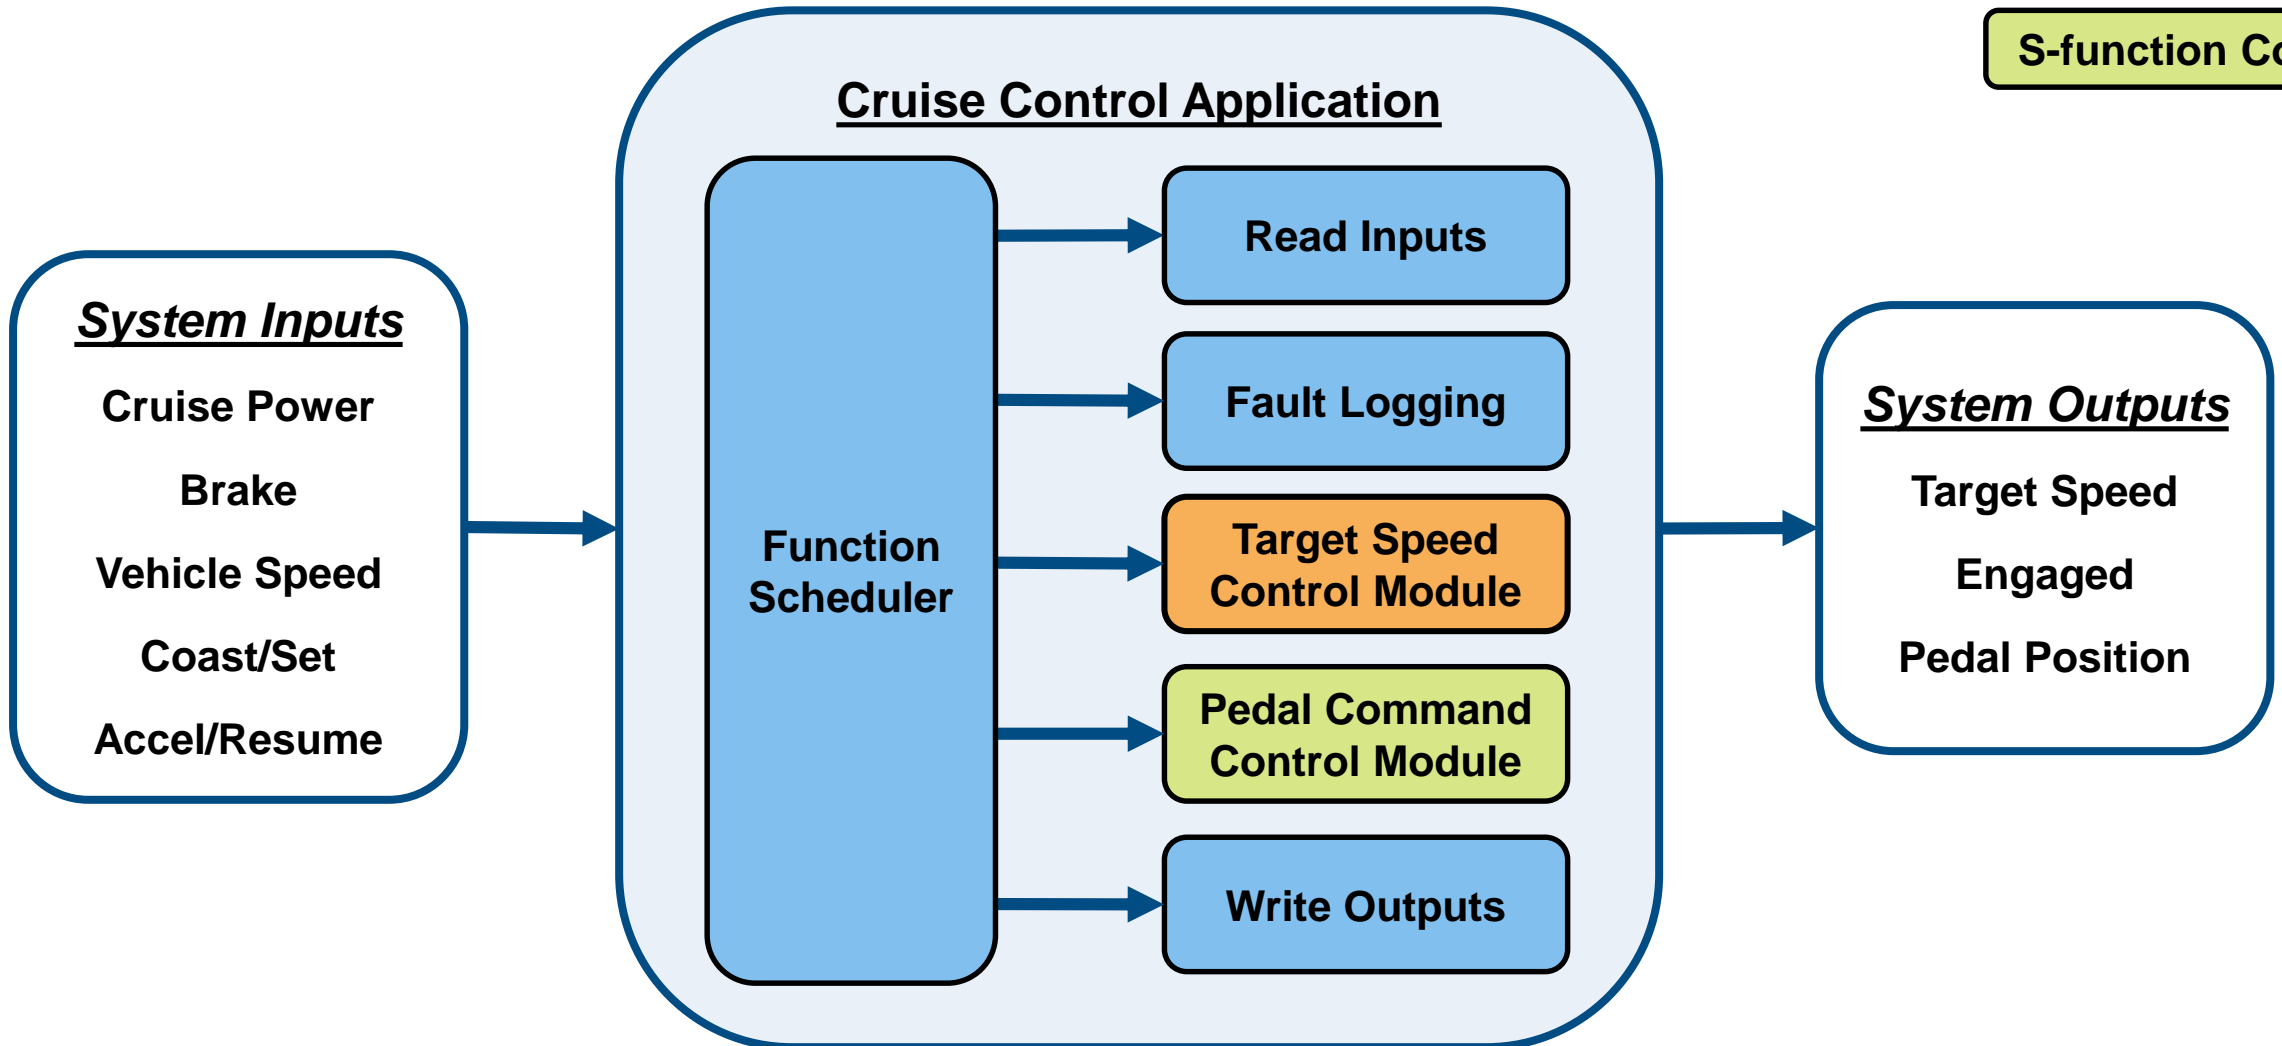 S-function Co
Cruise Control Application
System Inputs
Cruise Power
Brake
Vehicle Speed
Coast/Set
Accel/Resume
Function
Scheduler
Read Inputs
Fault Logging
Target Speed
Control Module
Pedal Command
Control Module
Write Outputs
System Outputs
Target Speed
Engaged
Pedal Position